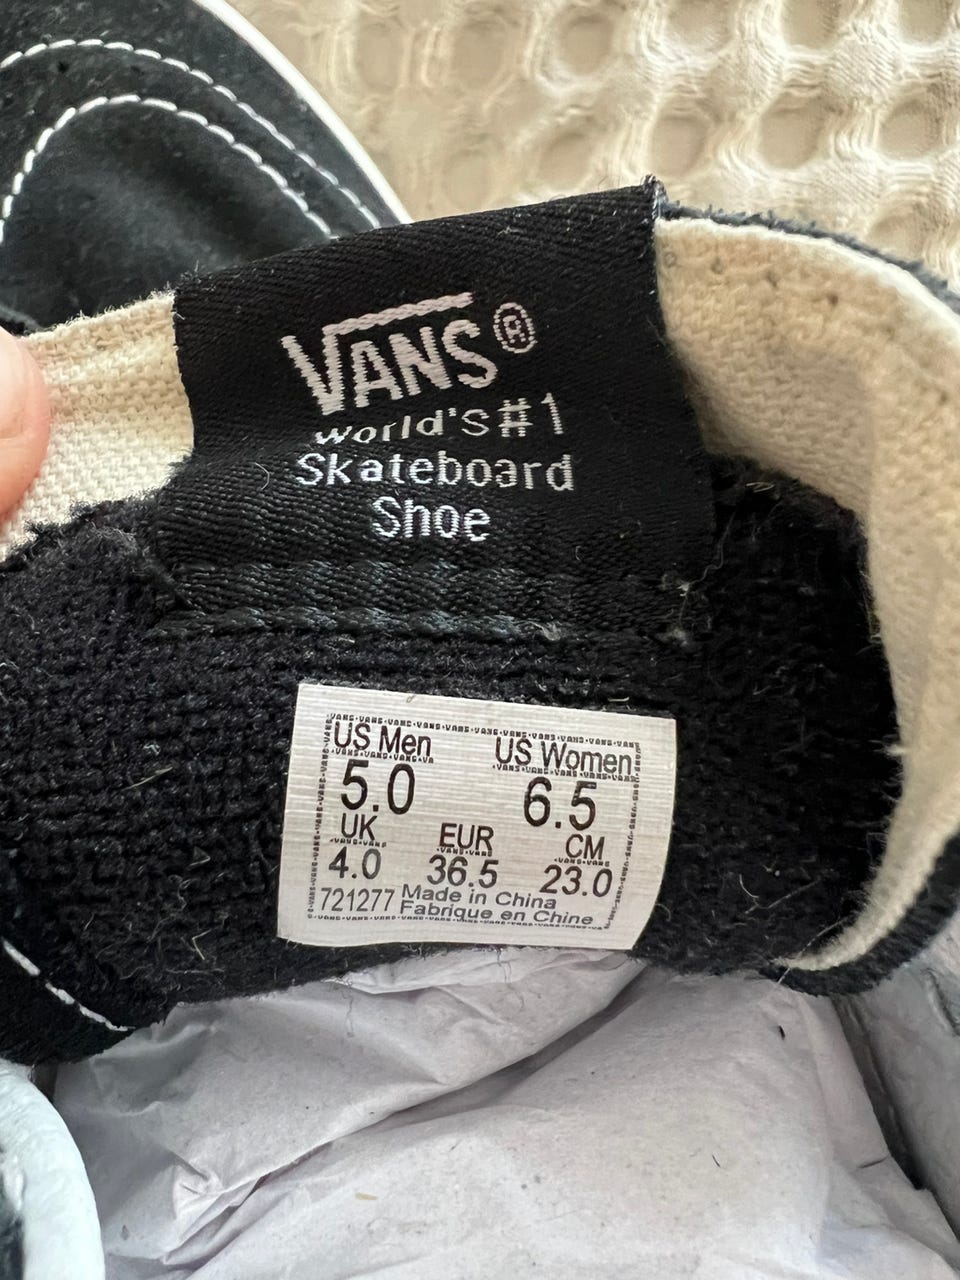 VANS®
World's #1
Skateboard
Shoe
US Men US Women
5.0 6.5
UK EUR CM
4.0 36.5 23.0
721277 Made in China
Fabrique en Chine